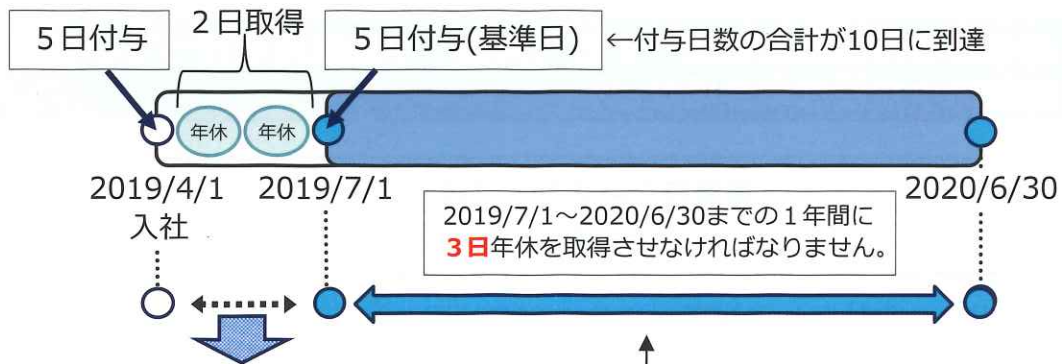 5日付与
2日取得
5日付与(基準日)
←付与日数の合計が10日に到達
年休
年休
2019/4/1
入社
2019/7/1
2020/6/30
2019/7/1~2020/6/30までの1年間に
3日年休を取得させなければなりません。